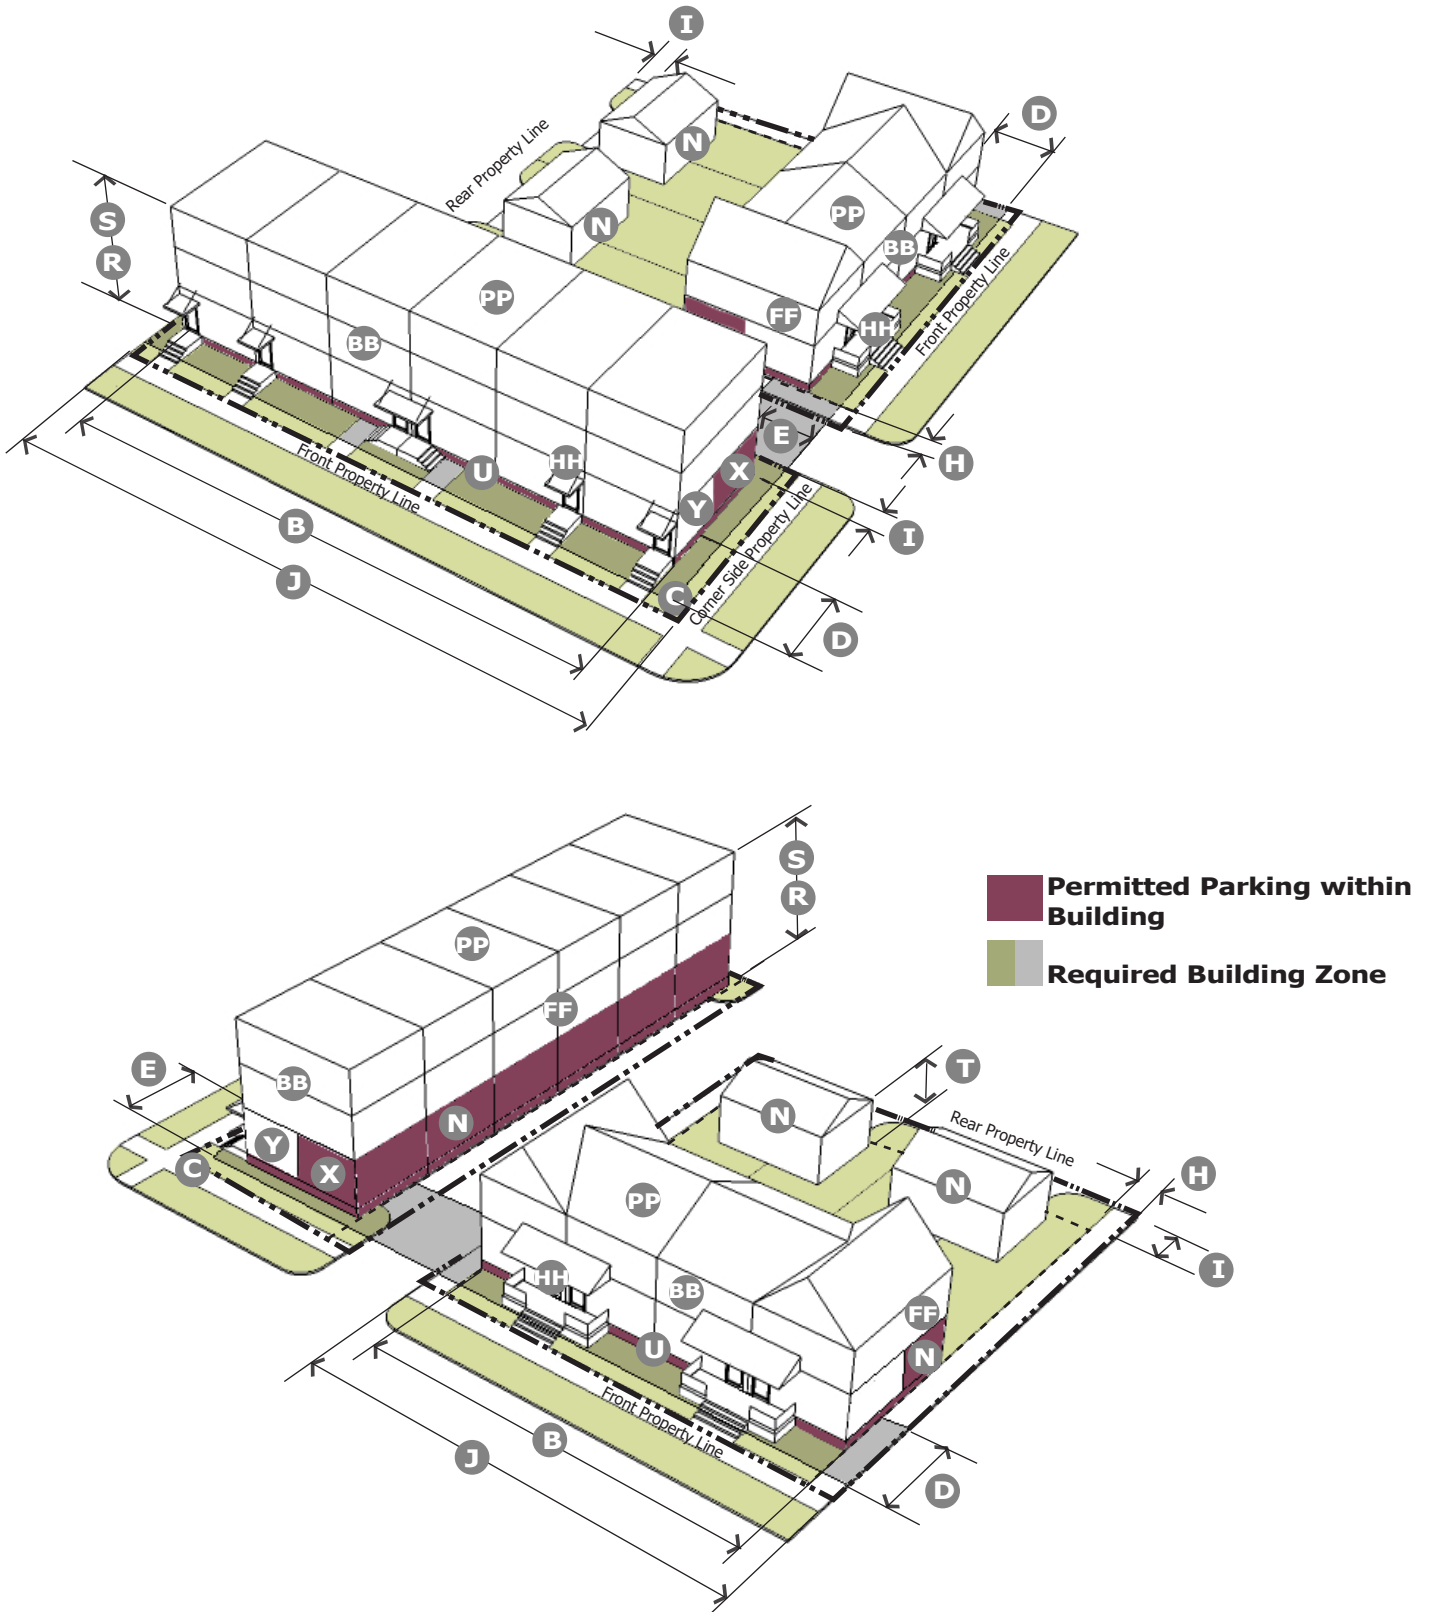 I
D
N
Rear Property Line
S
PP
N
BB
R
PP
FF
HH
Front Property Line
BB
E
H
HH
X
U
Front Property Line
Y
B
I
Corner Side Property Line
J
C
D
S
R
Permitted Parking within
Building
Required Building Zone
PP
FF
E
T
BB
N
N
Rear Property Line
Y
X
C
H
N
PP
I
HH
BB
FF
U
N
Front Property Line
B
J
D